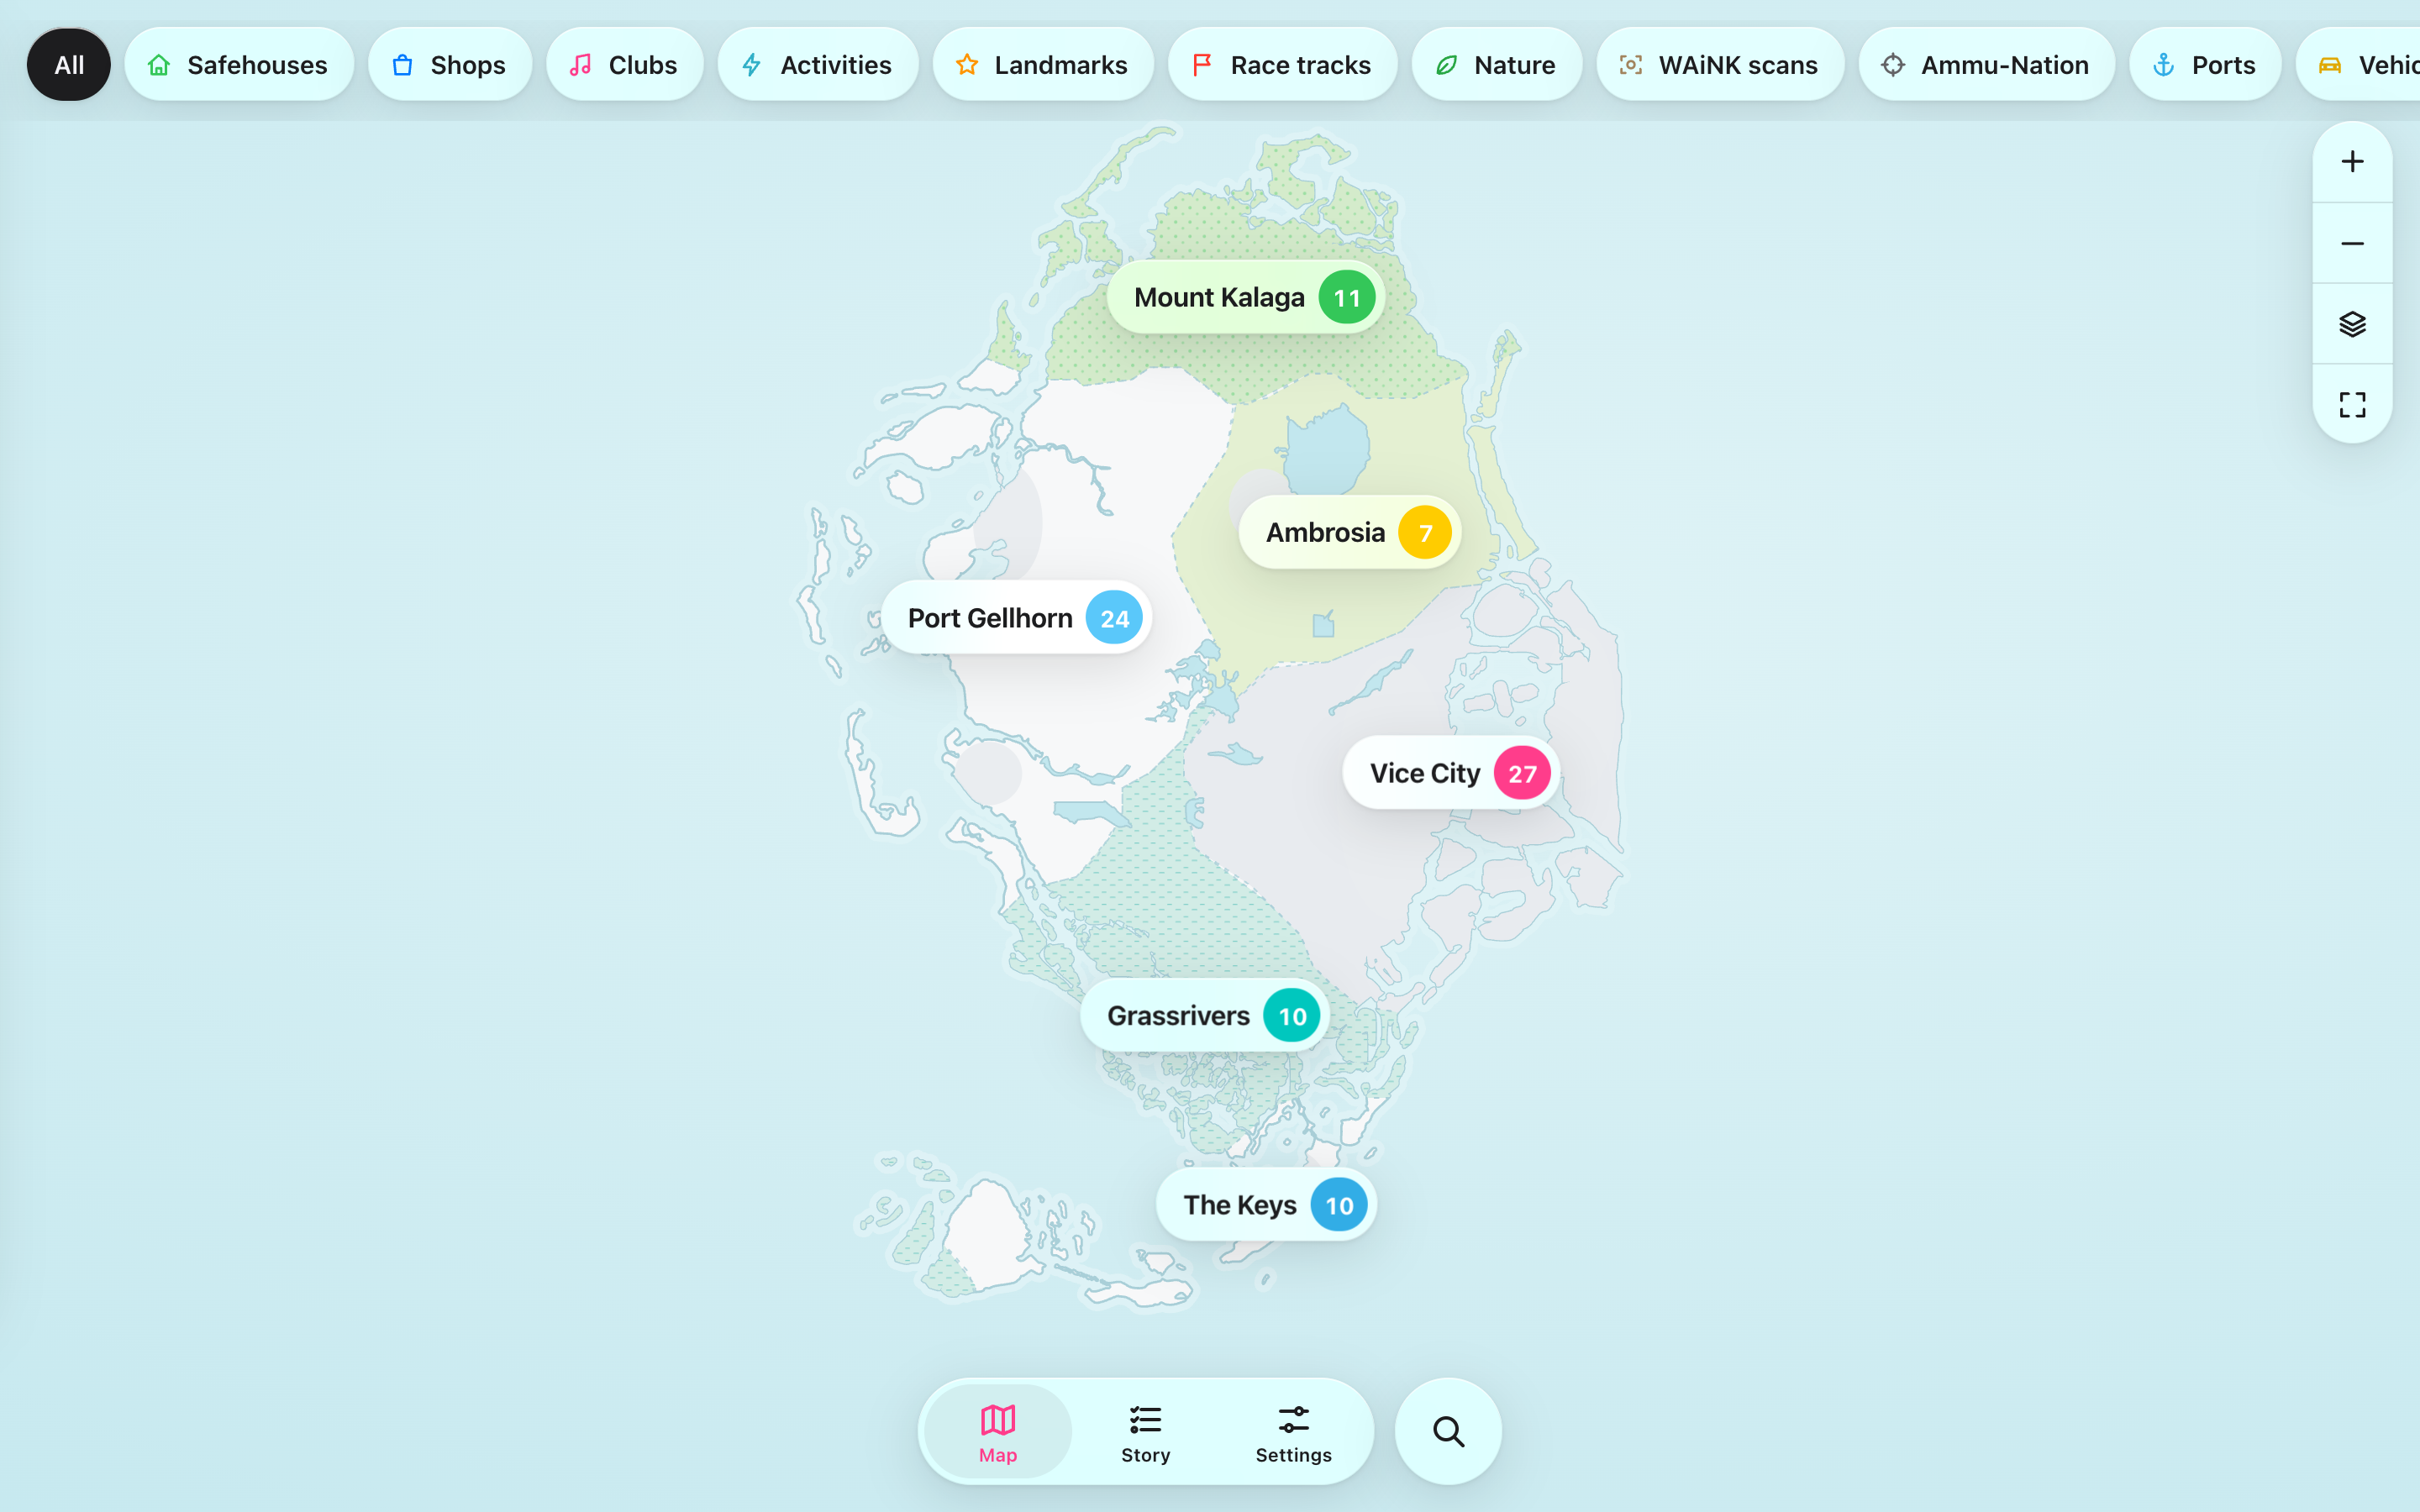 All
Safehouses
Shops
Clubs
Activities
Landmarks
Race tracks
Nature
WAiNK scans
Ammu-Nation
Ports
Vehic
Mount Kalaga 11
Ambrosia 7
Port Gellhorn 24
Vice City 27
Grassrivers 10
The Keys 10
Map
Story
Settings